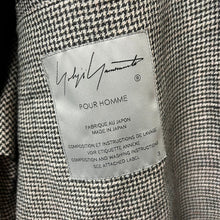 Yohji Yamamoto
®
POUR HOMME
FABRIQUE AU JAPON
MADE IN JAPAN
COMPOSITION ET INSTRUCTIONS DE LAVAGE
VOIR ETIQUETTE ANNEXE
COMPOSITION AND WASHING INSTRUCTIONS
SEE ATTACHED LABEL